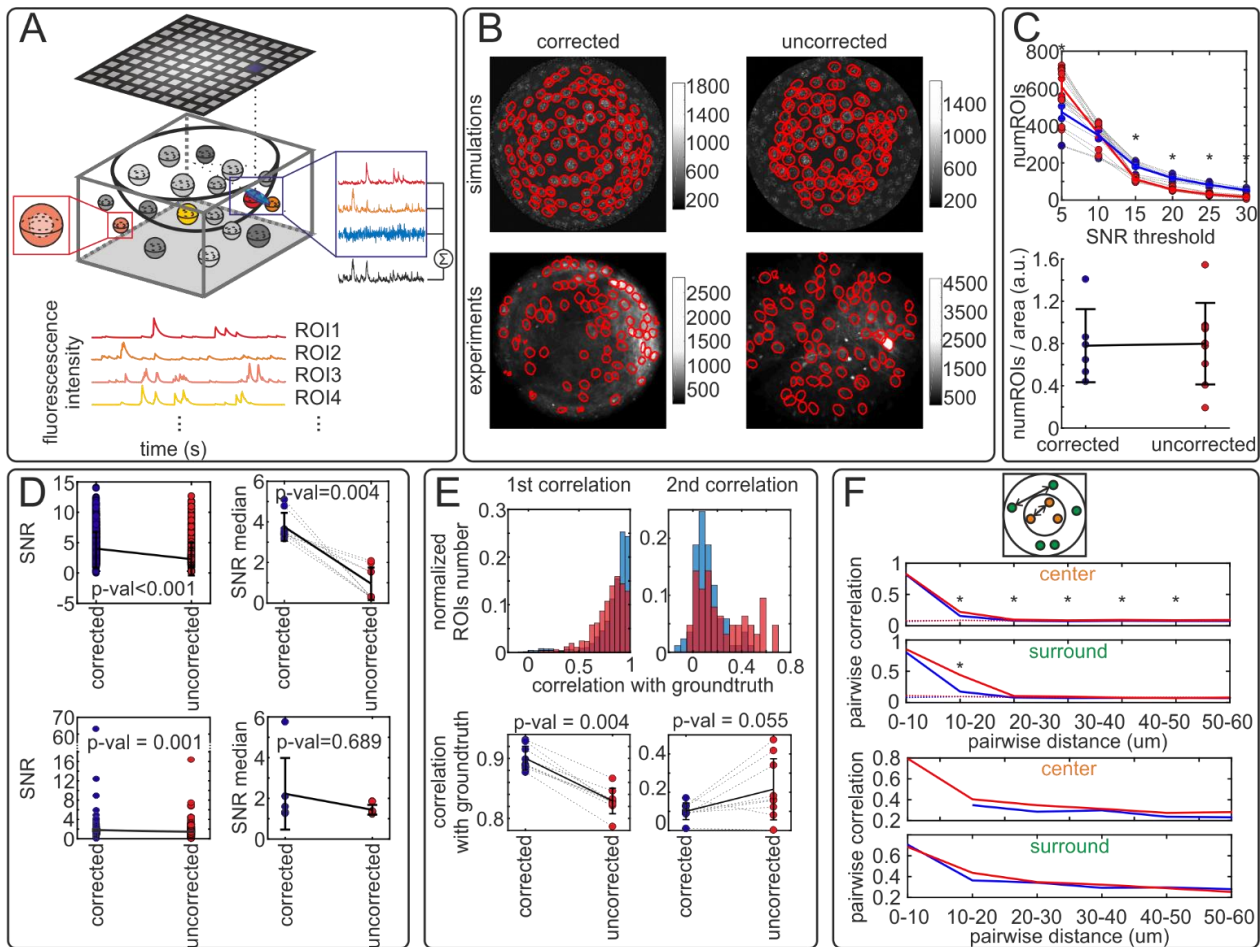 A
Σ
fluorescence
intensity
ROI1
ROI2
ROI3
ROI4
...
...
time (s)
B
corrected
uncorrected
simulations
1800
1400
1000
600
200
1400
1000
600
200
experiments
2500
2000
1500
1000
500
4500
3500
2500
1500
500
C
numROIs
800
600
400
200
0
*
*
*
*
*
5 10 15 20 25 30
SNR threshold
numROIs / area (a.u.)
1.6
1.2
0.8
0.4
0
corrected
uncorrected
D
SNR
15
10
5
0
-5
p-val<0.001
corrected
uncorrected
SNR median
6
4
2
0
p-val=0.004
corrected
uncorrected
SNR
70
60
16
12
8
4
0
p-val = 0.001
corrected
uncorrected
SNR median
6
4
2
0
p-val=0.689
corrected
uncorrected
E
1st correlation
2nd correlation
normalized
ROIs number
0.3
0.2
0.1
0
0 0.5 1
0.2
0.1
0
0 0.4 0.8
correlation with groundtruth
correlation
with groundtruth
p-val = 0.004
0.9
0.8
corrected
uncorrected
p-val = 0.055
0.4
0.2
0
corrected
uncorrected
F
pairwise correlation
1
0.5
0
center
* * * * *
1
0.5
0
surround
*
0-10 10-20 20-30 30-40 40-50 50-60
pairwise distance (um)
pairwise correlation
0.8
0.6
0.4
0.2
center
0.6
0.4
0.2
surround
0-10 10-20 20-30 30-40 40-50 50-60
pairwise distance (um)